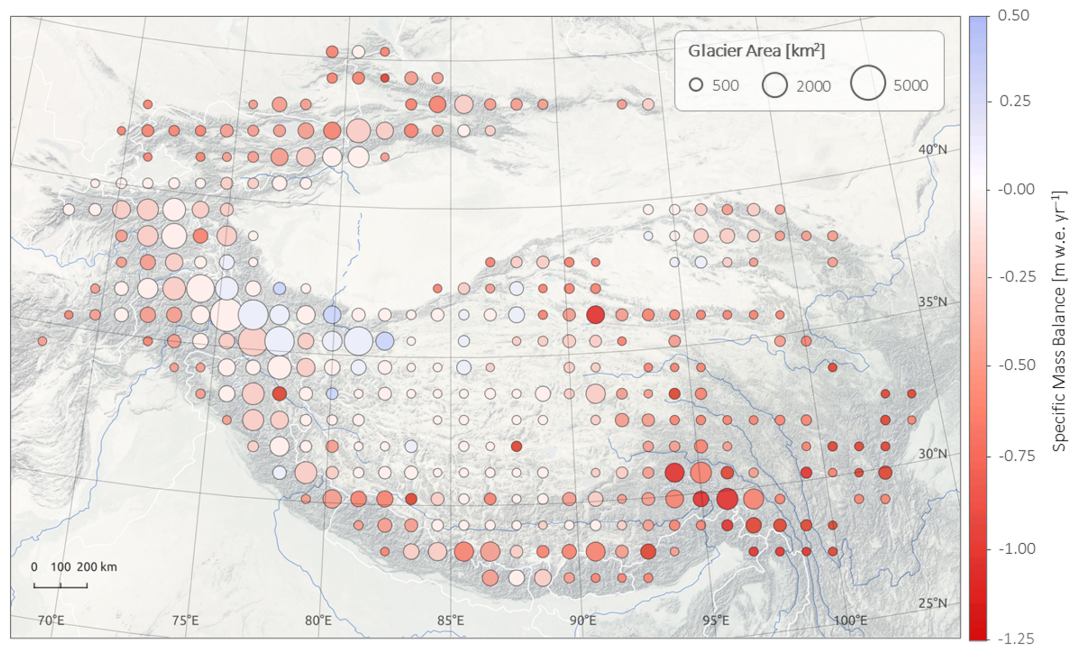 Glacier Area [km²]
500 2000 5000
40°N
35°N
30°N
25°N
0 100 200 km
70°E 75°E 80°E 85°E 90°E 95°E 100°E
0.50
0.25
-0.00
-0.25
-0.50
-0.75
-1.00
-1.25
Specific Mass Balance [m w.e. yr⁻¹]